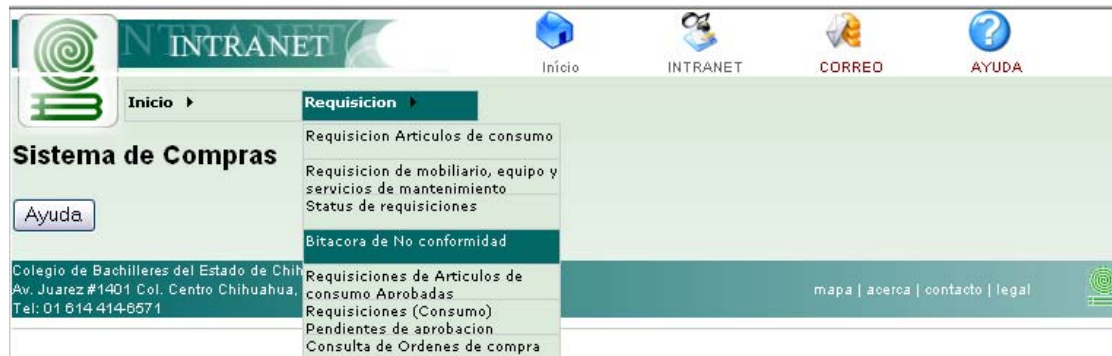 INTRANET
Início
INTRANET
CORREO
AYUDA
Inicio
Requisicion
Sistema de Compras
Ayuda
Requisicion Articulos de consumo
Requisicion de mobiliario, equipo y
servicios de mantenimiento
Status de requisiciones
Bitacora de No conformidad
Requisiciones de Articulos de
consumo Aprobadas
Requisiciones (Consumo)
Pendientes de aprobacion
Consulta de Ordenes de compra
Colegio de Bachilleres del Estado de Chih
Av. Juarez #1401 Col. Centro Chihuahua,
Tel: 01 614 414-6571
mapa | acerca | contacto | legal